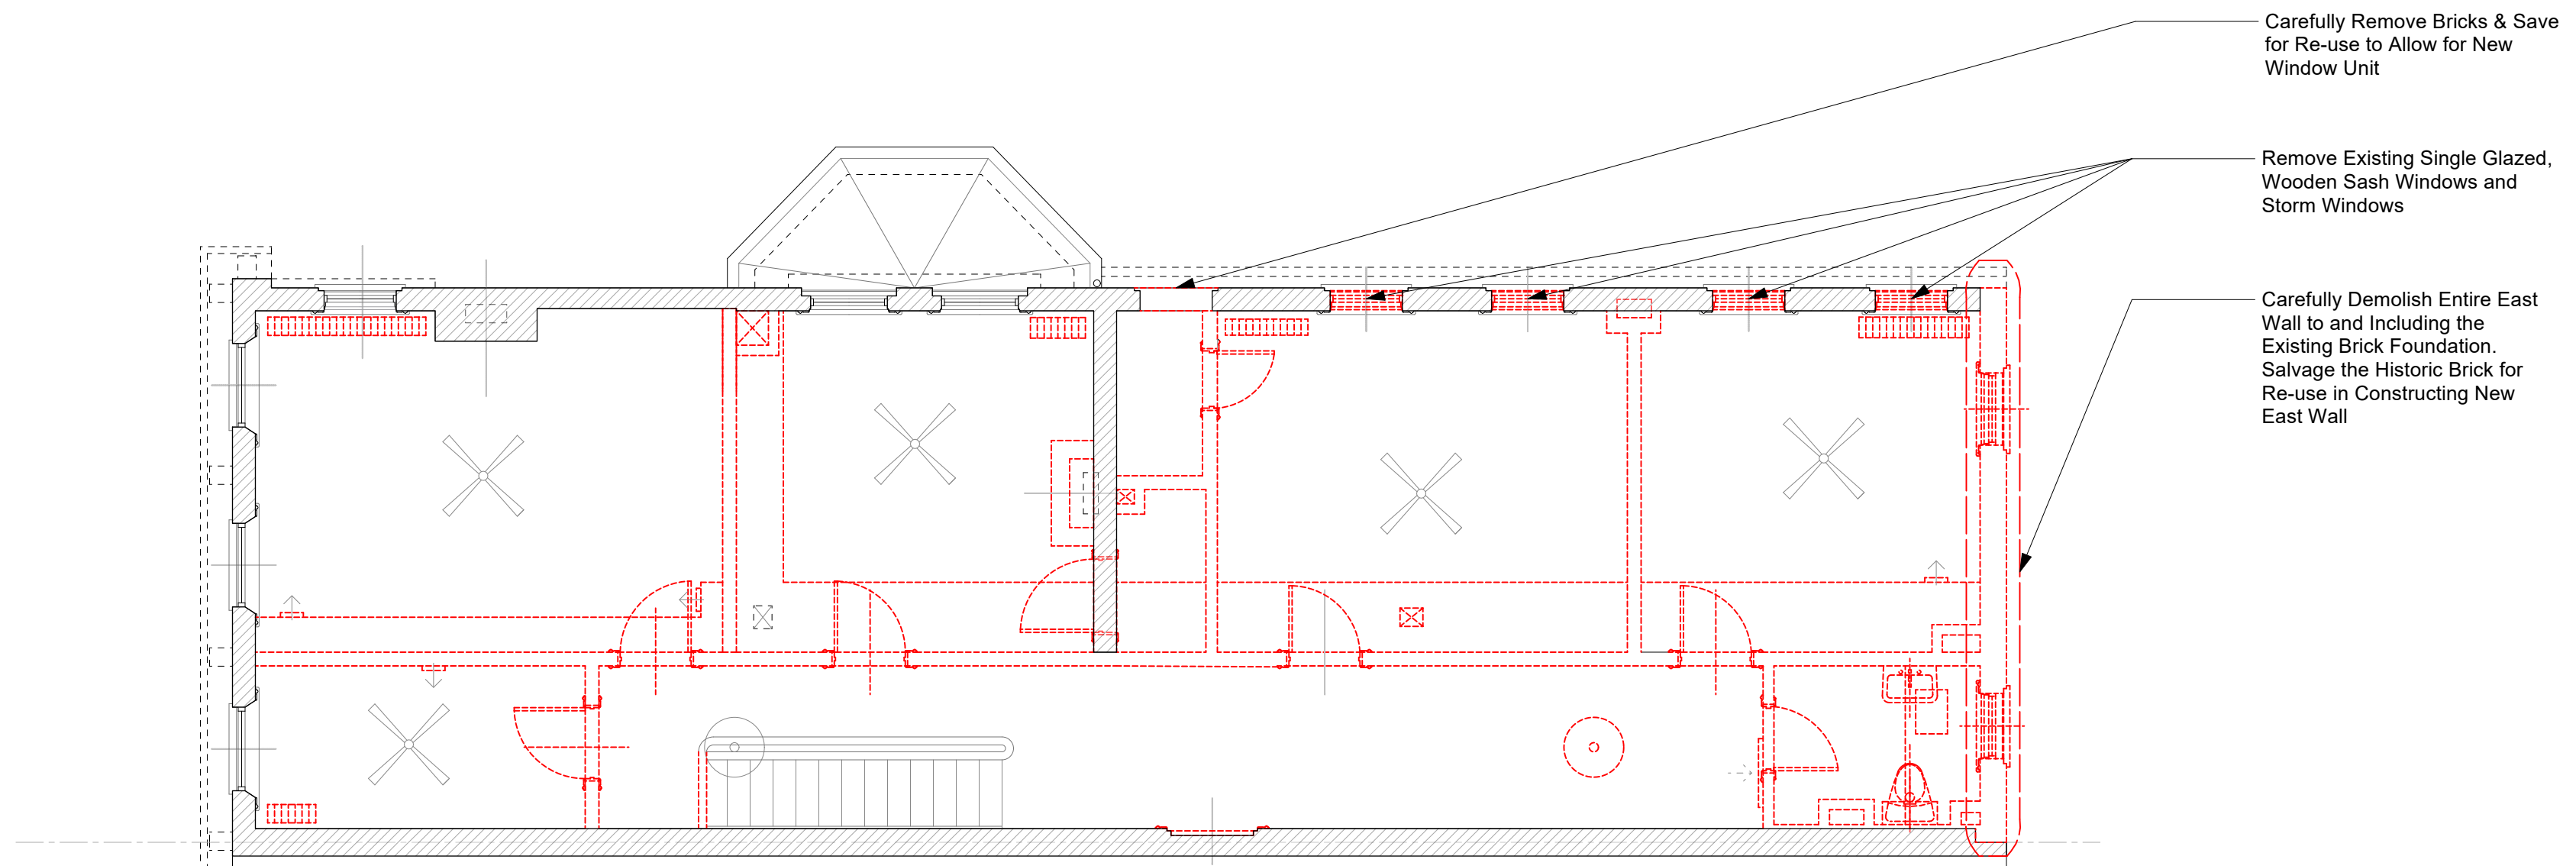 Carefully Remove Bricks & Save
for Re-use to Allow for New
Window Unit
Remove Existing Single Glazed,
Wooden Sash Windows and
Storm Windows
Carefully Demolish Entire East
Wall to and Including the
Existing Brick Foundation.
Salvage the Historic Brick for
Re-use in Constructing New
East Wall